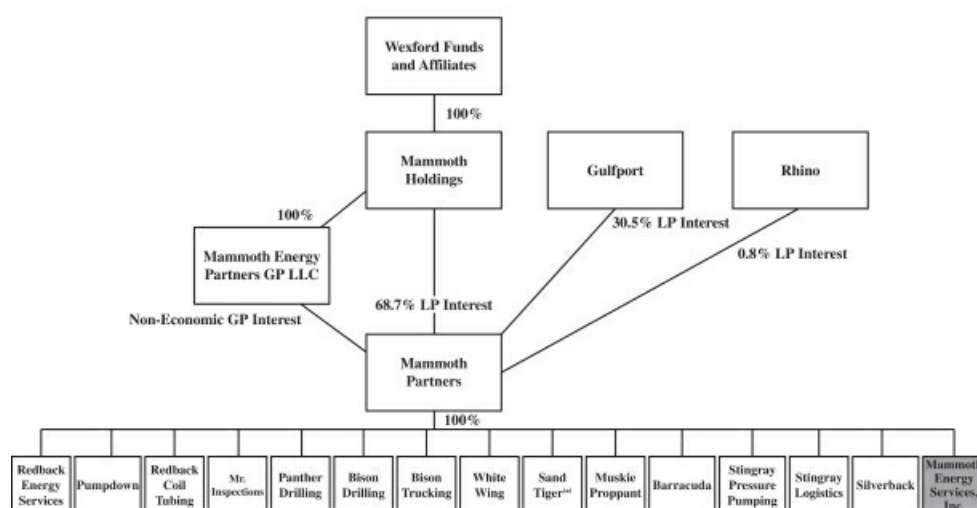 Wexford Funds
and Affiliates
100%
Mammoth
Holdings
Gulfport
Rhino
100%
30.5% LP Interest
0.8% LP Interest
Mammoth Energy
Partners GP LLC
68.7% LP Interest
Non-Economic GP Interest
Mammoth
Partners
100%
Redback
Energy
Services
Pumpdown
Redback
Coil
Tubing
Mr.
Inspections
Panther
Drilling
Bison
Drilling
Bison
Trucking
White
Wing
Sand
Tiger
Muskie
Proppant
Barracuda
Stingray
Pressure
Pumping
Stingray
Logistics
Silverback
Mammoth
Energy
Services,
Inc.